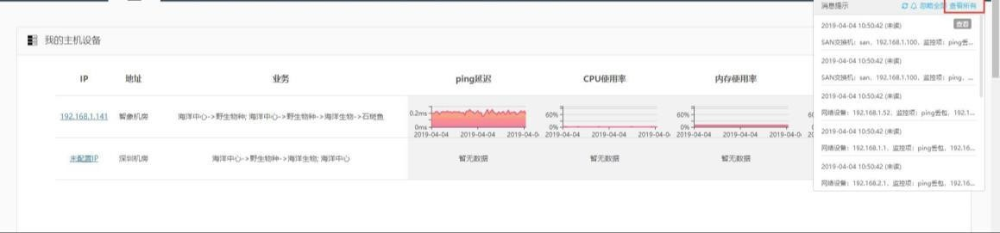 消息提示 忽略全部 查看所有
2019-04-04 10:50:42 (未读) 查看
SAN交换机：san，192.168.1.100，监控项：ping丢...
2019-04-04 10:50:42 (未读)
SAN交换机：san，192.168.1.100，监控项：ping，...
2019-04-04 10:50:42 (未读)
网络设备：192.168.1.52，监控项：ping丢包，192.1...
2019-04-04 10:50:42 (未读)
网络设备：192.168.1.1，监控项：ping丢包，192.16...
2019-04-04 10:50:42 (未读)
网络设备：192.168.2.1，监控项：ping丢包，192.16...
我的主机设备
IP 地址 业务 ping延迟 CPU使用率 内存使用率
192.168.1.141 智象机房 海洋中心->野生物种; 海洋中心->野生物种->海洋生物->石斑鱼
0.2ms 60% 60% 60
0ms 0% 0% 0
2019-04-04 2019-04-04 2019-04-0 2019-04-04 2019-04-04 2019-04-0 2019-04-04 2019-04-04 2019-04-0
未配置IP 深圳机房 海洋中心->野生物种->海洋生物; 海洋中心 暂无数据 暂无数据 暂无数据